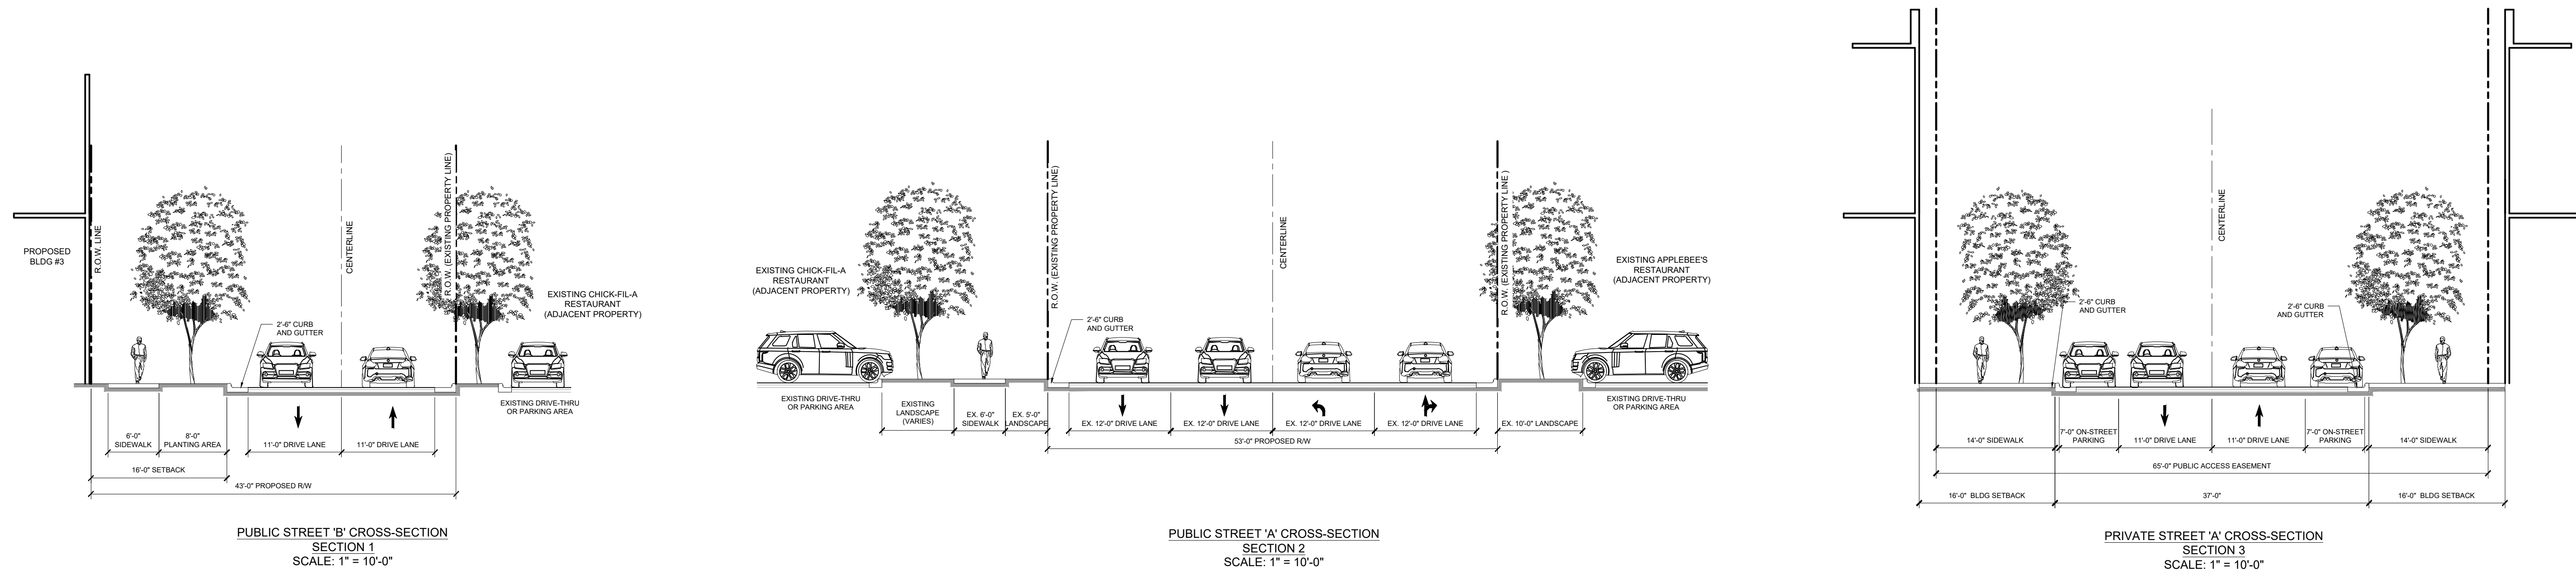 PROPOSED
BLDG #3
R.O.W. LINE
CENTERLINE
R.O.W. (EXISTING PROPERTY LINE)
EXISTING CHICK-FIL-A
RESTAURANT
(ADJACENT PROPERTY)
2'-6" CURB
AND GUTTER
EXISTING DRIVE-THRU
OR PARKING AREA
6'-0"
SIDEWALK
8'-0"
PLANTING AREA
11'-0" DRIVE LANE
11'-0" DRIVE LANE
16'-0" SETBACK
43'-0" PROPOSED R/W
PUBLIC STREET 'B' CROSS-SECTION
SECTION 1
SCALE: 1" = 10'-0"
EXISTING CHICK-FIL-A
RESTAURANT
(ADJACENT PROPERTY)
R.O.W. (EXISTING PROPERTY LINE)
CENTERLINE
R.O.W. (EXISTING PROPERTY LINE )
EXISTING APPLEBEE'S
RESTAURANT
(ADJACENT PROPERTY)
2'-6" CURB
AND GUTTER
EXISTING DRIVE-THRU
OR PARKING AREA
EXISTING DRIVE-THRU
OR PARKING AREA
EXISTING
LANDSCAPE
(VARIES)
EX. 6'-0"
SIDEWALK
EX. 5'-0"
LANDSCAPE
EX. 12'-0" DRIVE LANE
EX. 12'-0" DRIVE LANE
EX. 12'-0" DRIVE LANE
EX. 12'-0" DRIVE LANE
EX. 10'-0" LANDSCAPE
53'-0" PROPOSED R/W
PUBLIC STREET 'A' CROSS-SECTION
SECTION 2
SCALE: 1" = 10'-0"
CENTERLINE
2'-6" CURB
AND GUTTER
2'-6" CURB
AND GUTTER
14'-0" SIDEWALK
7'-0" ON-STREET
PARKING
11'-0" DRIVE LANE
11'-0" DRIVE LANE
7'-0" ON-STREET
PARKING
14'-0" SIDEWALK
65'-0" PUBLIC ACCESS EASEMENT
16'-0" BLDG SETBACK
37'-0"
16'-0" BLDG SETBACK
PRIVATE STREET 'A' CROSS-SECTION
SECTION 3
SCALE: 1" = 10'-0"